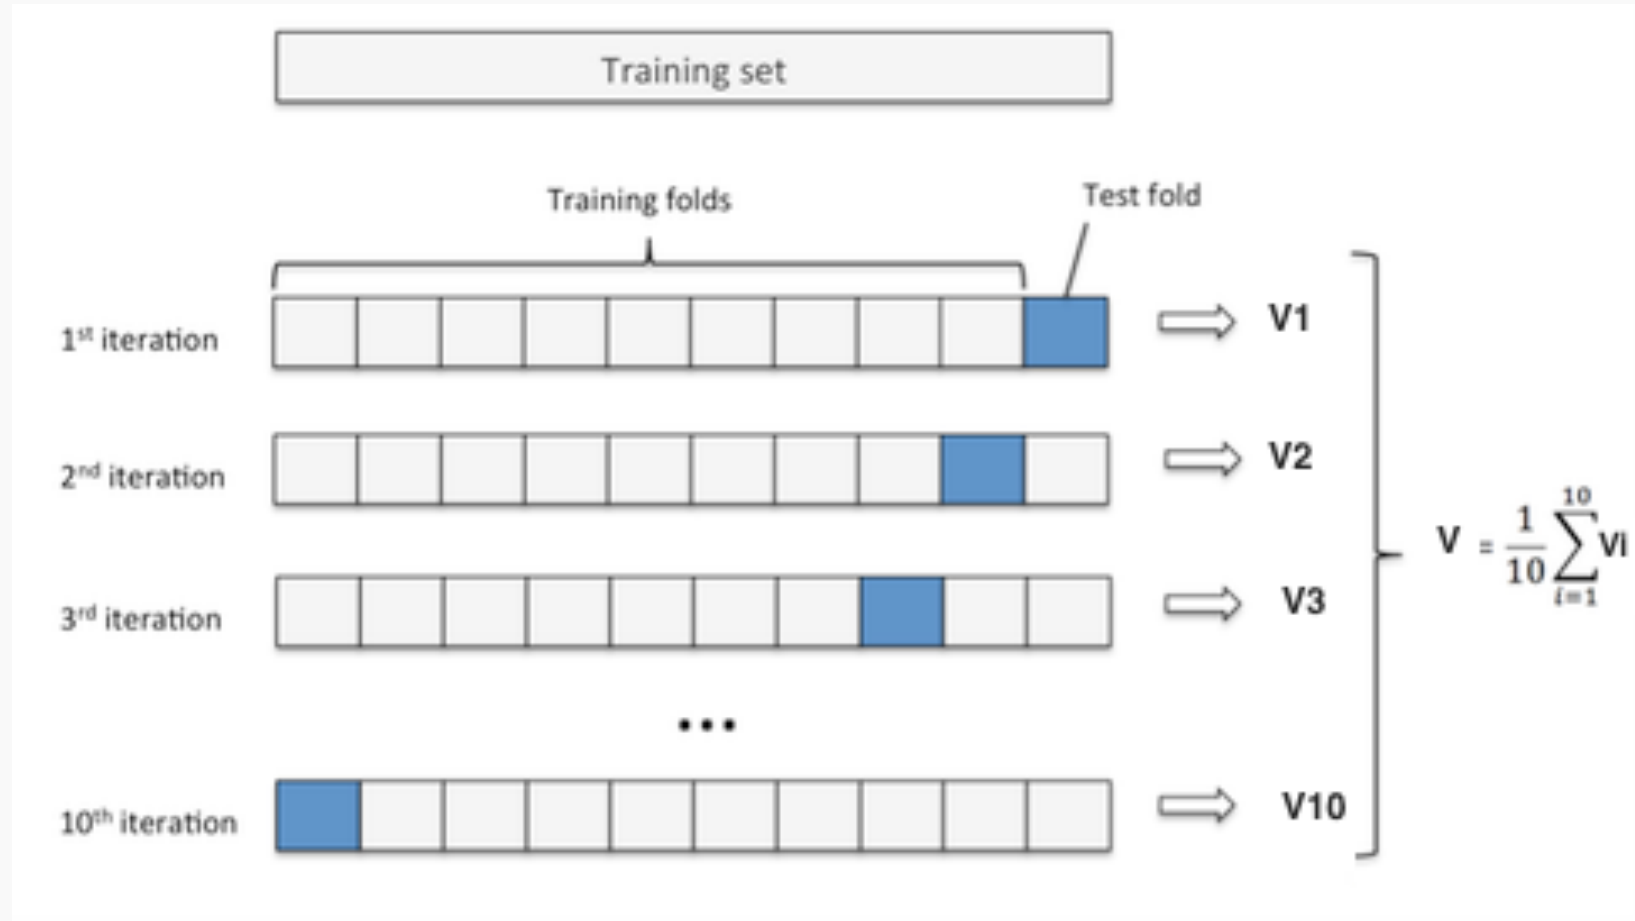 Training set
Training folds
Test fold
1st iteration
V1
2nd iteration
V2
3rd iteration
V3
...
10th iteration
V10
V = 1/10 10∑i=1 Vi